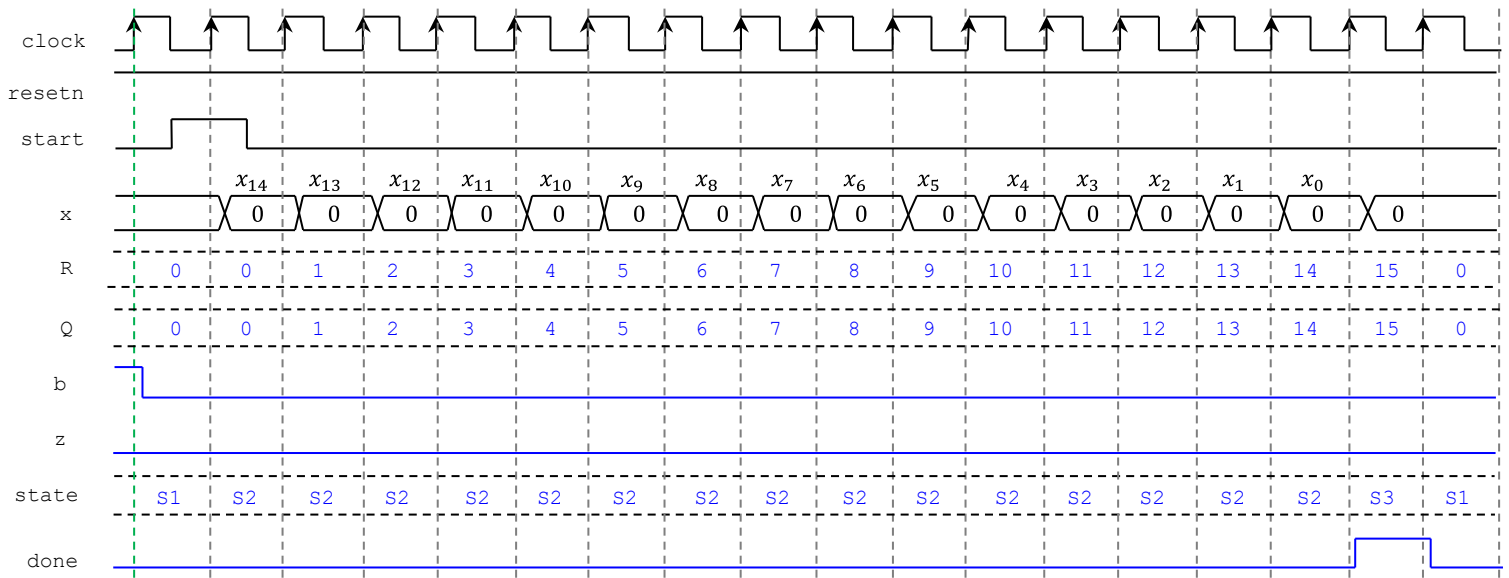 clock
resetn
start
x₁₄ x₁₃ x₁₂ x₁₁ x₁₀ x₉ x₈ x₇ x₆ x₅ x₄ x₃ x₂ x₁ x₀
x 0 0 0 0 0 0 0 0 0 0 0 0 0 0 0 0
R 0 0 1 2 3 4 5 6 7 8 9 10 11 12 13 14 15 0
Q 0 0 1 2 3 4 5 6 7 8 9 10 11 12 13 14 15 0
b
z
state S1 S2 S2 S2 S2 S2 S2 S2 S2 S2 S2 S2 S2 S2 S2 S2 S3 S1
done